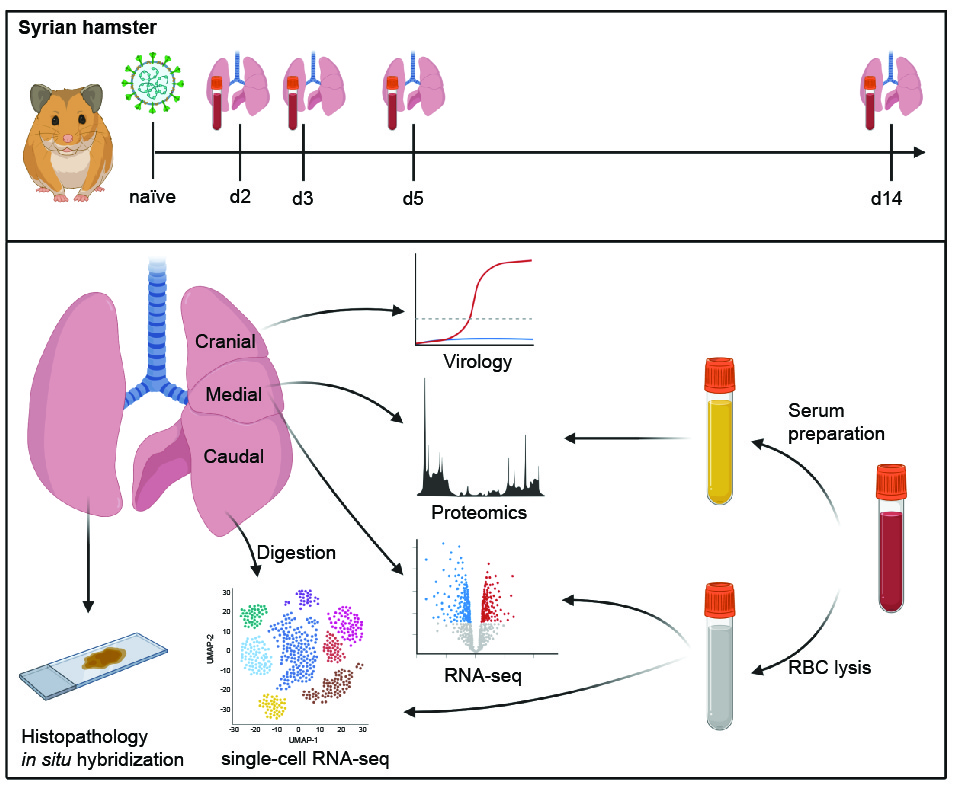 Syrian hamster
naïve
d2
d3
d5
d14
Cranial
Medial
Caudal
Virology
Proteomics
Serum
preparation
Digestion
RNA-seq
RBC lysis
30
20
10
0
-10
-20
-30
UMAP-2
-30 -20 -10 0 10 20 30
UMAP-1
single-cell RNA-seq
Histopathology
in situ hybridization